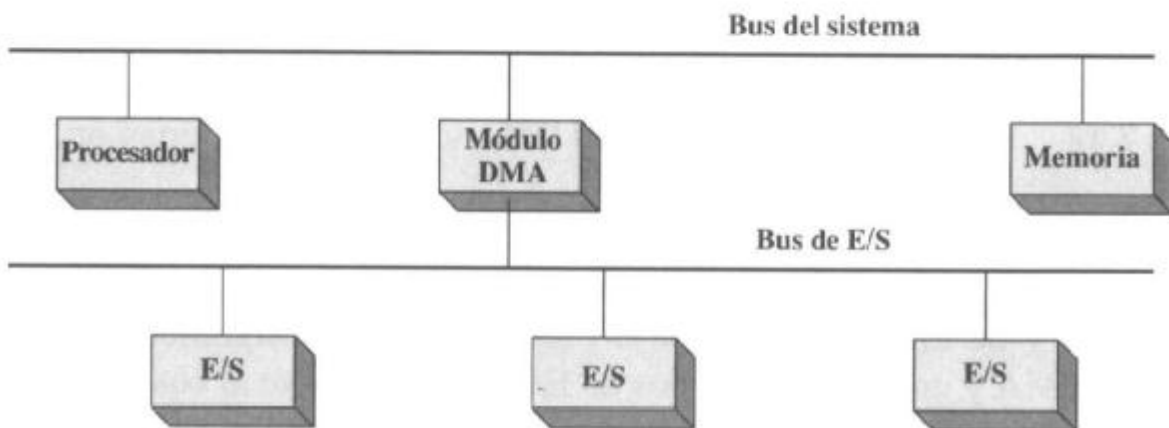 Bus del sistema
Procesador
Módulo
DMA
Memoria
Bus de E/S
E/S
E/S
E/S